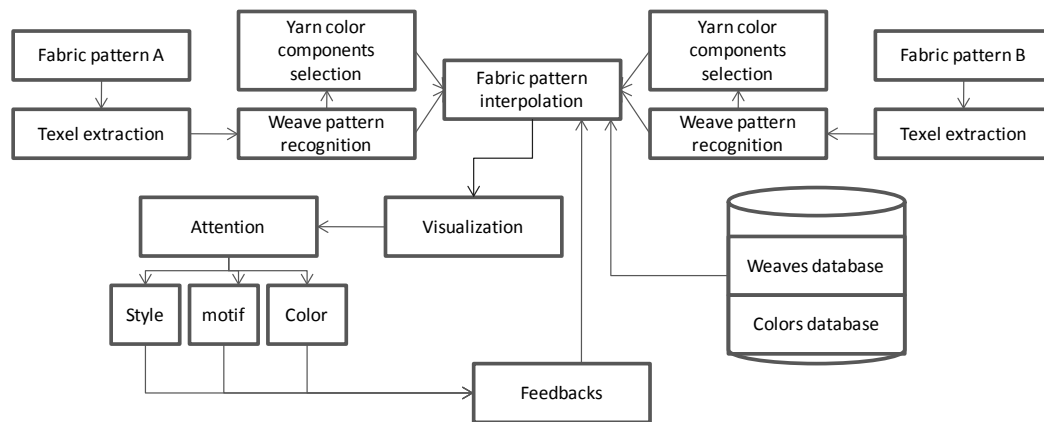 Fabric pattern A
Yarn color
components
selection
Fabric pattern
interpolation
Yarn color
components
selection
Fabric pattern B
Texel extraction
Weave pattern
recognition
Weave pattern
recognition
Texel extraction
Attention
Visualization
Weaves database
Style
motif
Color
Colors database
Feedbacks